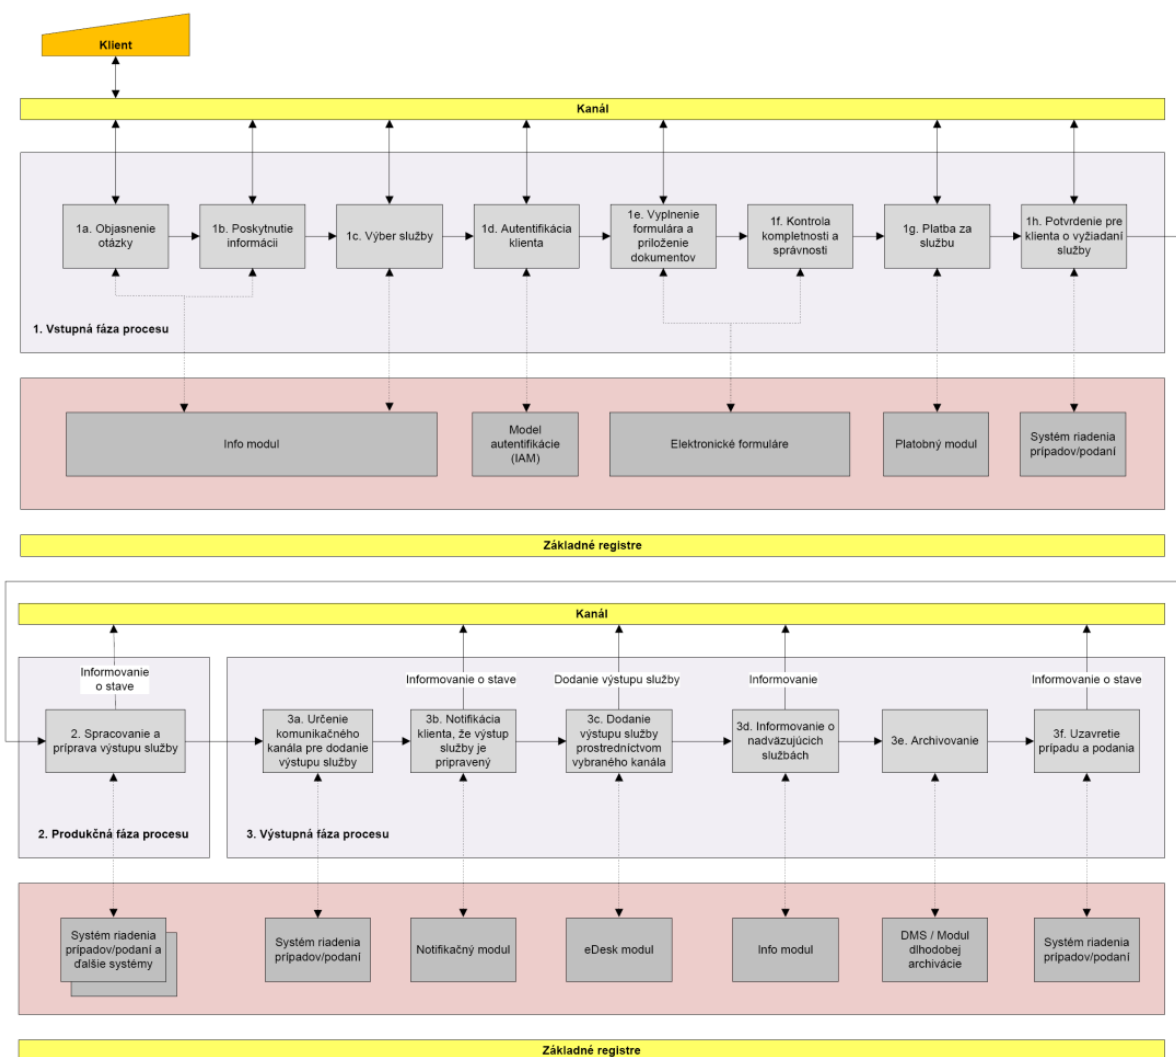 Klient
Kanál
1a. Objasnenie
otázky
1b. Poskytnutie
informácii
1c. Výber služby
1d. Autentifikácia
klienta
1e. Vyplnenie
formulára a
priloženie
dokumentov
1f. Kontrola
kompletnosti a
správnosti
1g. Platba za
službu
1h. Potvrdenie pre
klienta o vyžiadaní
služby
1. Vstupná fáza procesu
Info modul
Model
autentifikácie
(IAM)
Elektronické formuláre
Platobný modul
Systém riadenia
prípadov/podaní
Základné registre
Kanál
Informovanie
o stave
Informovanie o stave
Dodanie výstupu služby
Informovanie
Informovanie o stave
2. Spracovanie a
príprava výstupu služby
3a. Určenie
komunikačného
kanála pre dodanie
výstupu služby
3b. Notifikácia
klienta, že výstup
služby je
pripravený
3c. Dodanie
výstupu služby
prostredníctvom
vybraného kanála
3d. Informovanie o
nadväzujúcich
službách
3e. Archivovanie
3f. Uzavretie
prípadu a podania
2. Produkčná fáza procesu
3. Výstupná fáza procesu
Systém riadenia
prípadov/podaní a
ďalšie systémy
Systém riadenia
prípadov/podaní
Notifikačný modul
eDesk modul
Info modul
DMS / Modul
dlhodobej
archivácie
Systém riadenia
prípadov/podaní
Základné registre